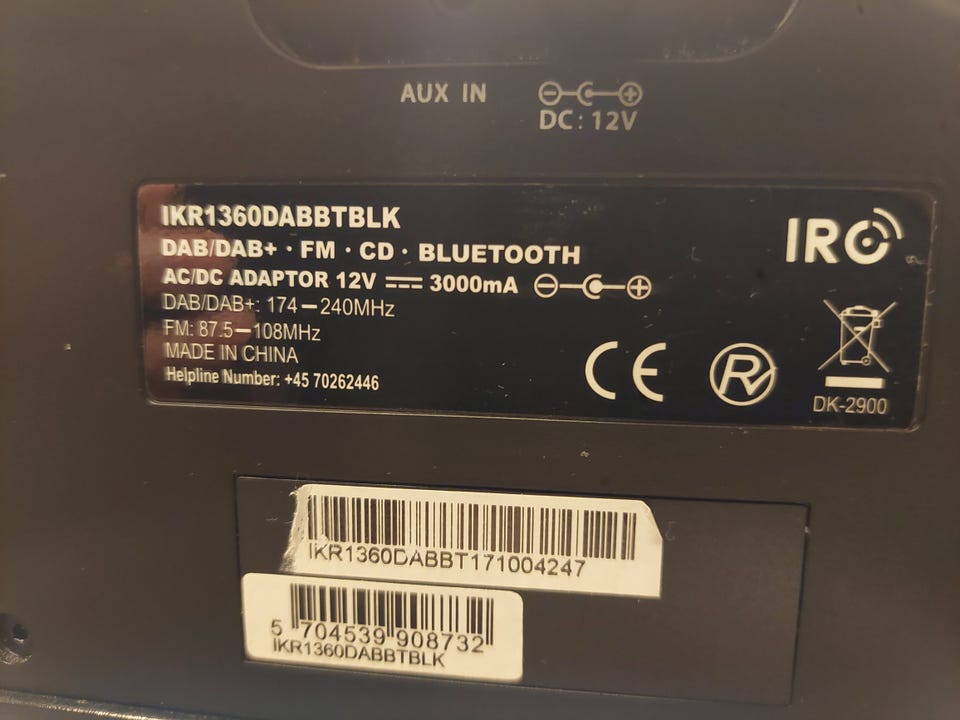 AUX IN
DC: 12V
IKR1360DABBTBLK
DAB/DAB+ · FM · CD · BLUETOOTH
AC/DC ADAPTOR 12V ⎓ 3000mA
DAB/DAB+: 174–240MHz
FM: 87.5–108MHz
MADE IN CHINA
Helpline Number: +45 70262446
IRC
CE
R
DK-2900
IKR1360DABBT171004247
5 704539 908732
IKR1360DABBTBLK